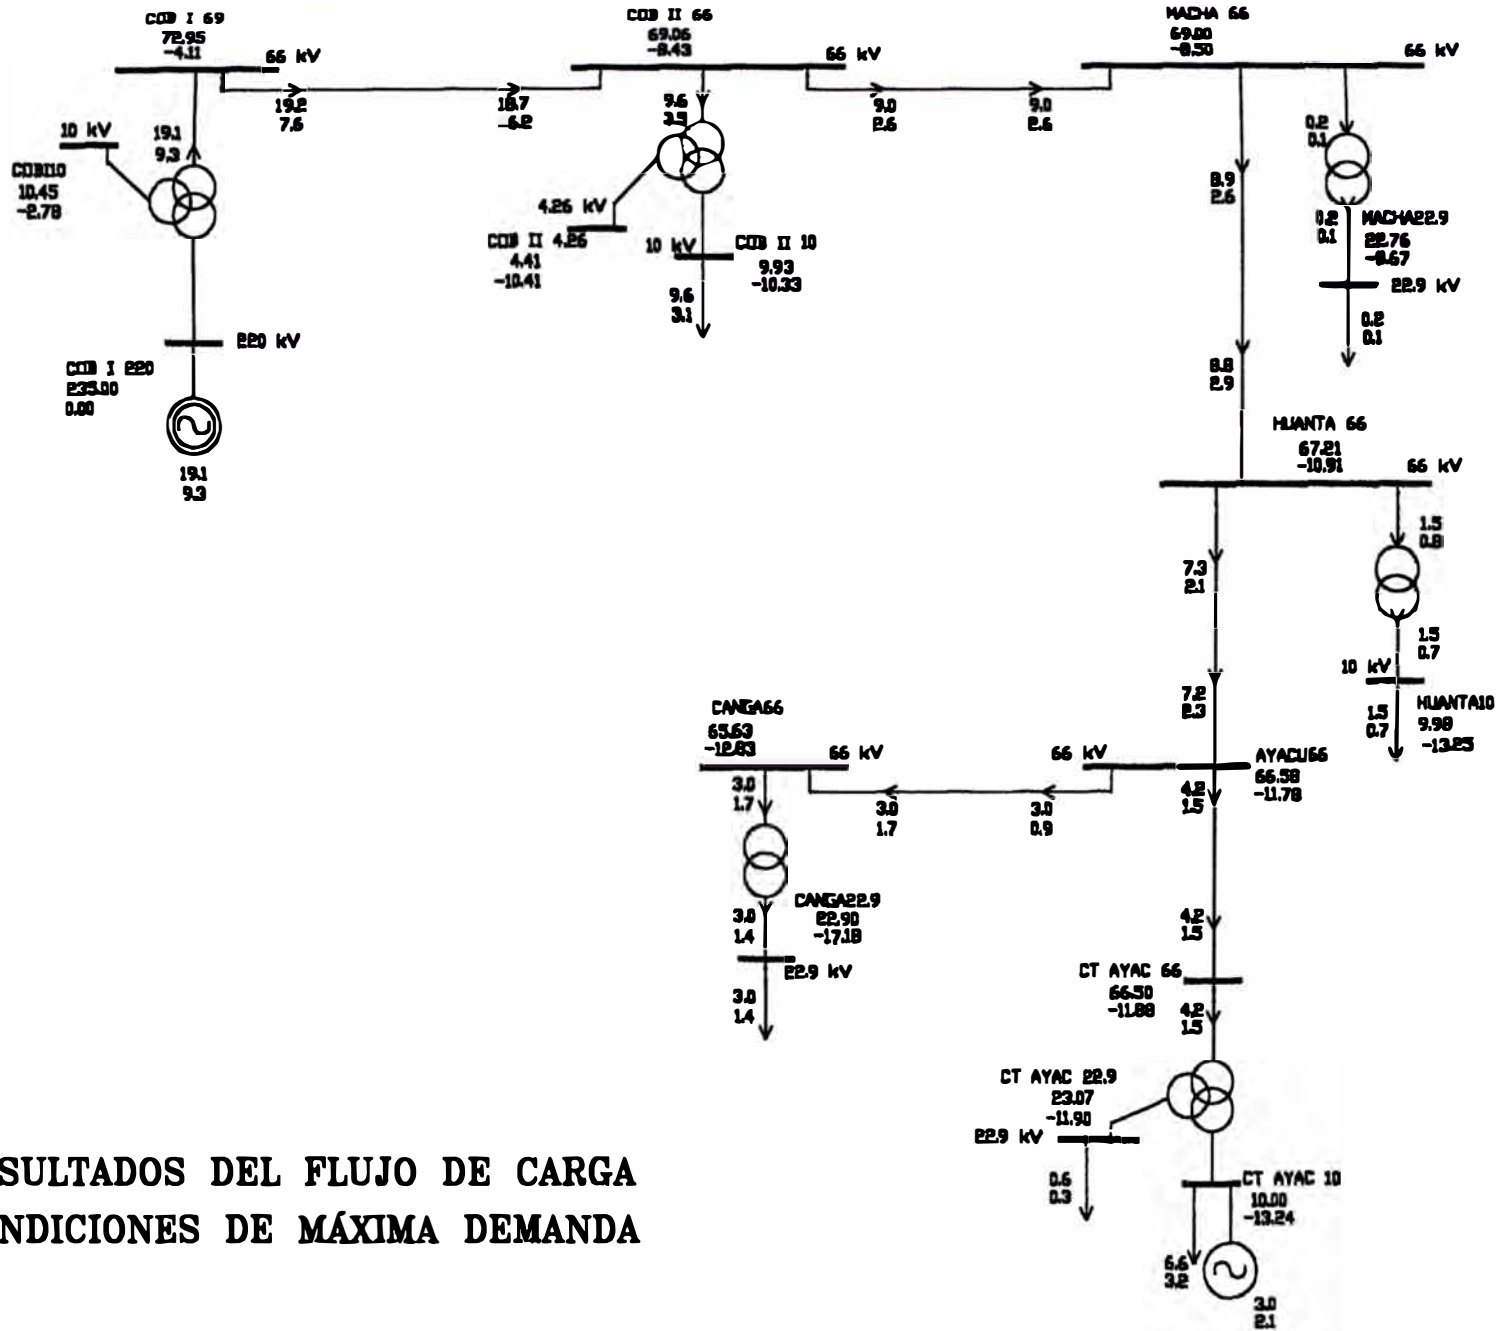 COB I 69
72.95
-4.11
66 kV
19.2
7.6
18.7
-6.2
10 kV
COBI10
10.45
-2.78
19.1
9.3
220 kV
COB I 220
235.00
0.00
19.1
9.3
COB II 66
69.06
-8.43
66 kV
9.6
3.5
4.26 kV
COB II 4.26
4.41
-10.41
10 kV
COB II 10
9.93
-10.33
9.6
3.1
9.0
2.6
9.0
2.6
MACHA 66
69.00
-8.50
66 kV
0.2
0.1
0.2
0.1
MACHA22.9
22.76
-8.67
22.9 kV
0.2
0.1
8.9
2.6
8.8
2.9
HUANTA 66
67.21
-10.91
66 kV
1.5
0.8
1.5
0.7
10 kV
HUANTA10
9.98
-13.25
1.5
0.7
7.3
2.1
7.2
2.3
CANGA66
65.63
-12.83
66 kV
66 kV
AYACU66
66.58
-11.78
3.0
1.7
3.0
1.7
3.0
0.9
4.2
1.5
CANGA22.9
22.90
-17.18
3.0
1.4
22.9 kV
3.0
1.4
4.2
1.5
CT AYAC 66
66.50
-11.88
4.2
1.5
CT AYAC 22.9
23.07
-11.90
22.9 kV
0.6
0.3
CT AYAC 10
10.00
-13.24
6.6
3.2
3.0
2.1
SULTADOS DEL FLUJO DE CARGA
NDICIONES DE MÁXIMA DEMANDA